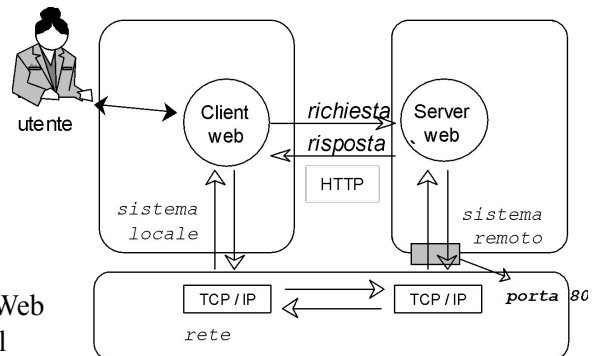 utente
Client
web
richiesta
risposta
HTTP
Server
web
sistema
locale
sistema
remoto
porta 80
TCP / IP
TCP / IP
rete
Web